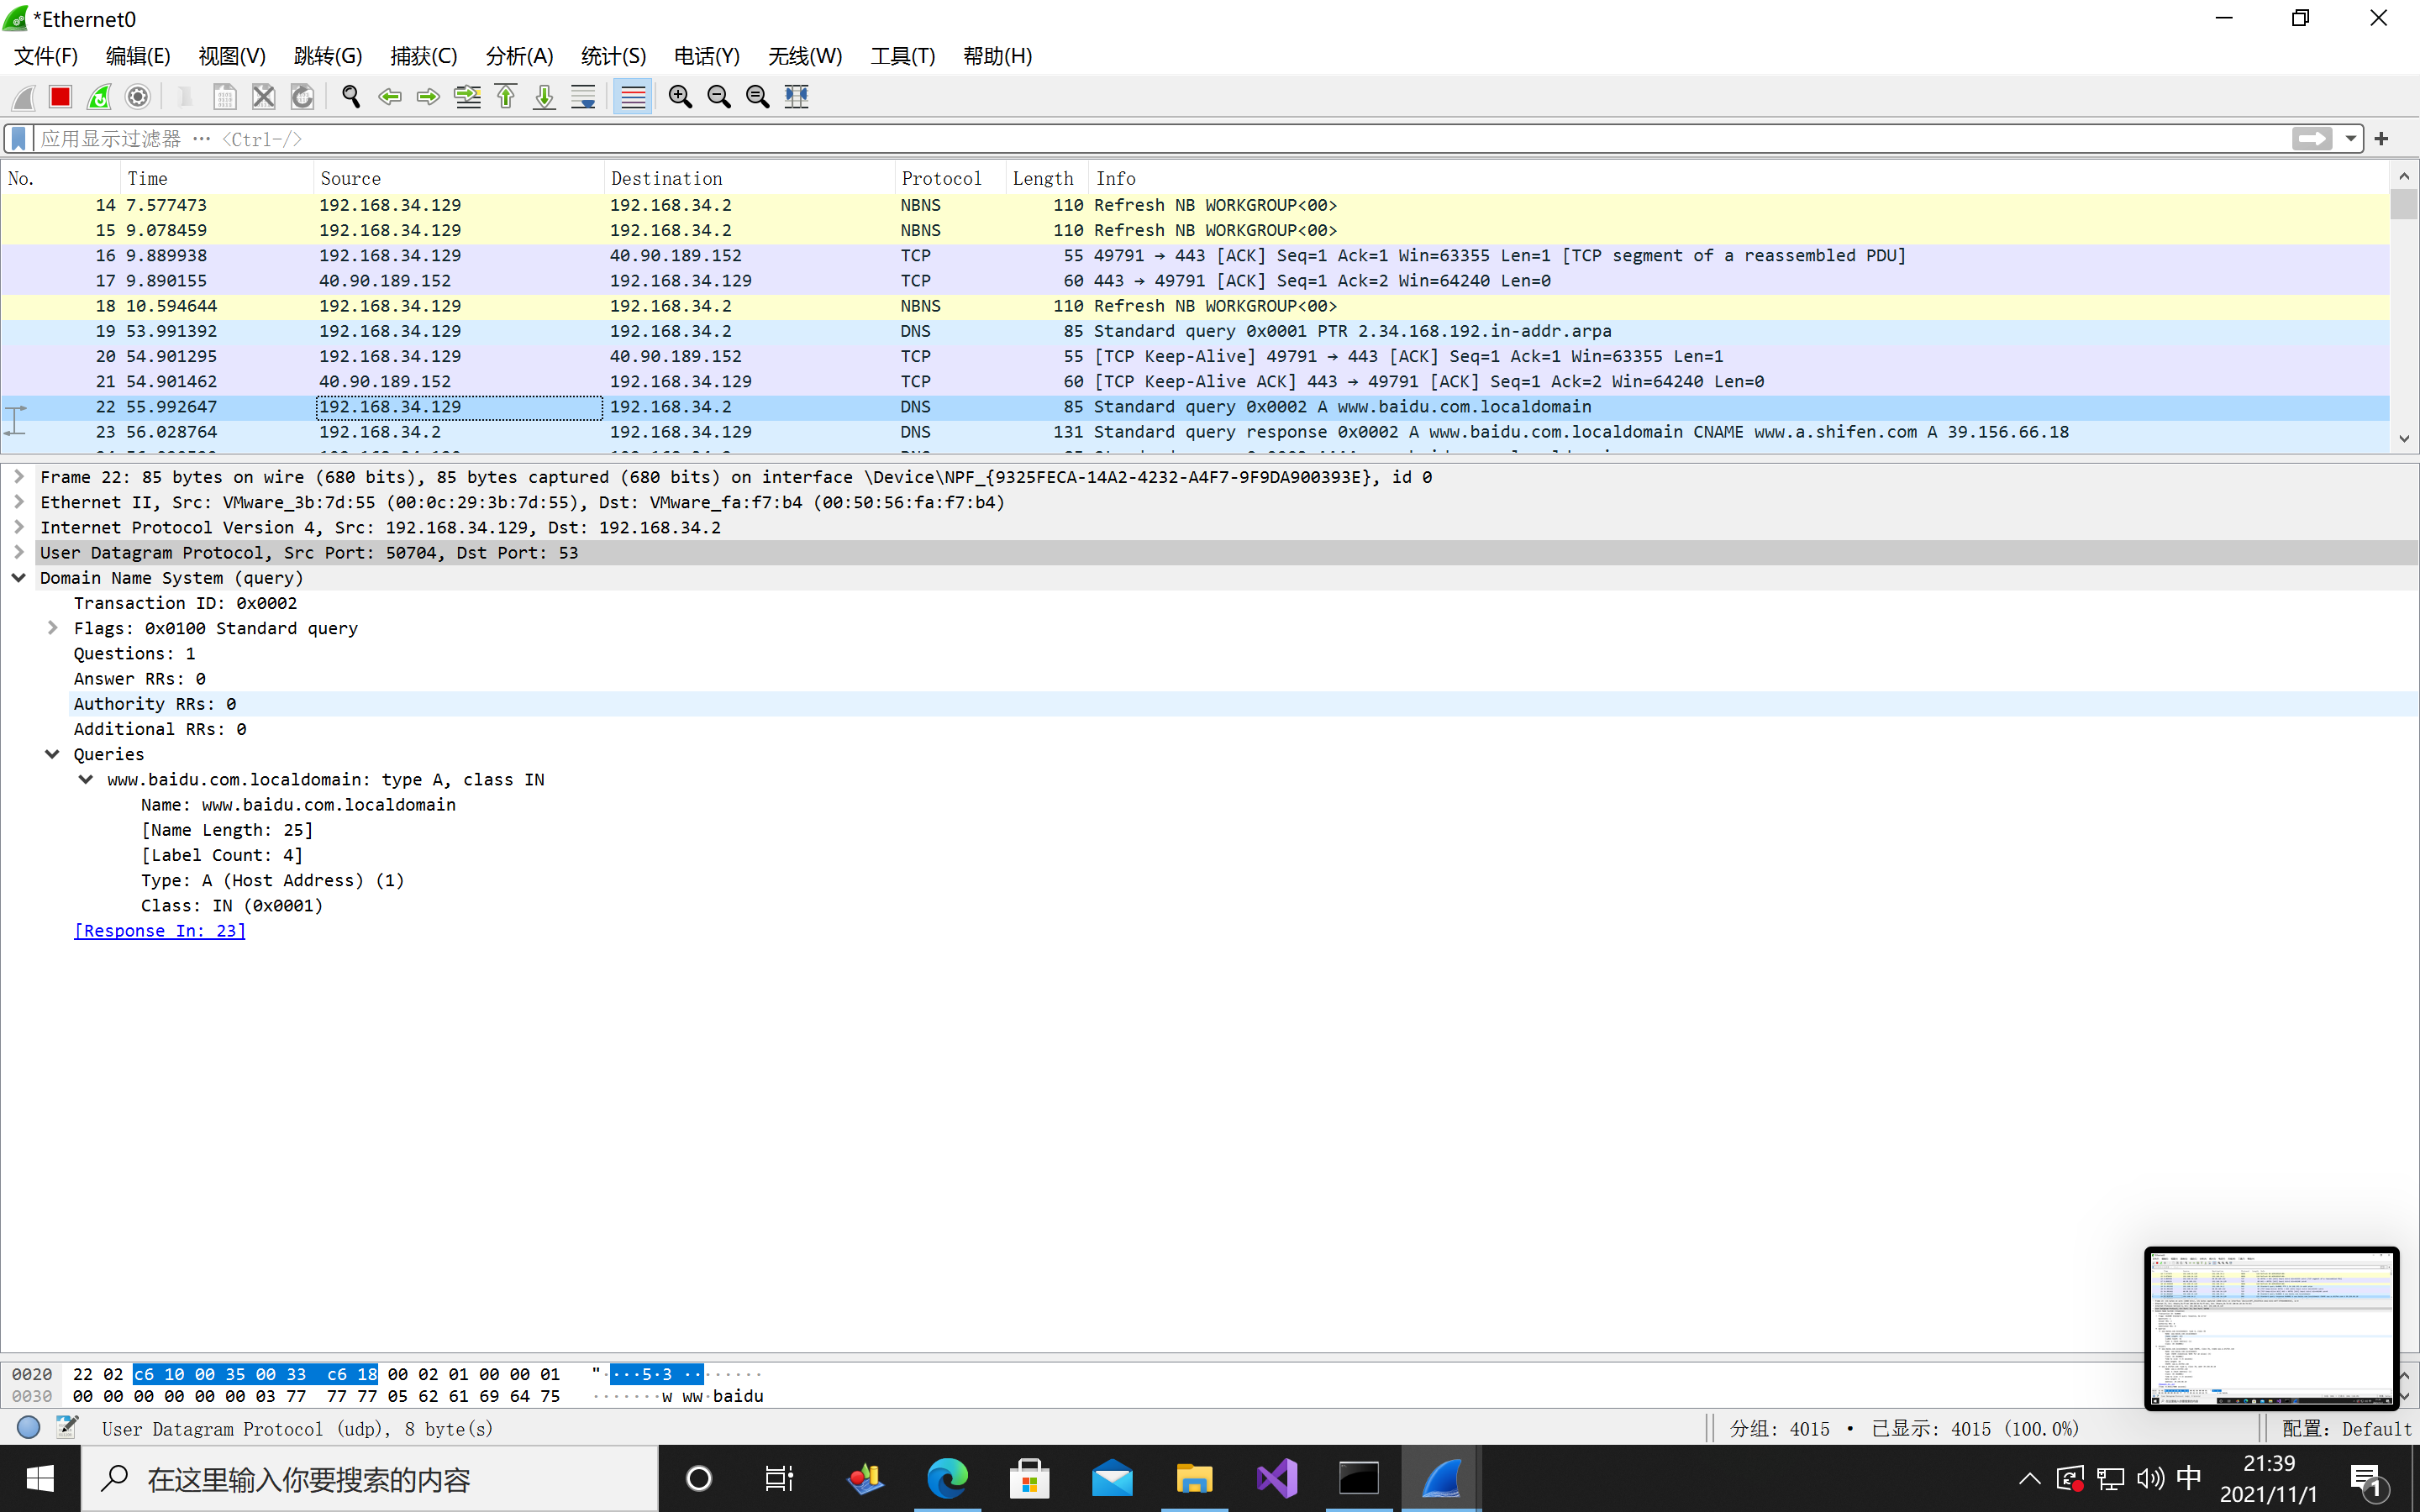 *Ethernet0
文件(F) 编辑(E) 视图(V) 跳转(G) 捕获(C) 分析(A) 统计(S) 电话(Y) 无线(W) 工具(T) 帮助(H)
应用显示过滤器 … <Ctrl-/>
No. Time Source Destination Protocol Length Info
14 7.577473 192.168.34.129 192.168.34.2 NBNS 110 Refresh NB WORKGROUP<00>
15 9.078459 192.168.34.129 192.168.34.2 NBNS 110 Refresh NB WORKGROUP<00>
16 9.889938 192.168.34.129 40.90.189.152 TCP 55 49791 → 443 [ACK] Seq=1 Ack=1 Win=63355 Len=1 [TCP segment of a reassembled PDU]
17 9.890155 40.90.189.152 192.168.34.129 TCP 60 443 → 49791 [ACK] Seq=1 Ack=2 Win=64240 Len=0
18 10.594644 192.168.34.129 192.168.34.2 NBNS 110 Refresh NB WORKGROUP<00>
19 53.991392 192.168.34.129 192.168.34.2 DNS 85 Standard query 0x0001 PTR 2.34.168.192.in-addr.arpa
20 54.901295 192.168.34.129 40.90.189.152 TCP 55 [TCP Keep-Alive] 49791 → 443 [ACK] Seq=1 Ack=1 Win=63355 Len=1
21 54.901462 40.90.189.152 192.168.34.129 TCP 60 [TCP Keep-Alive ACK] 443 → 49791 [ACK] Seq=1 Ack=2 Win=64240 Len=0
22 55.992647 192.168.34.129 192.168.34.2 DNS 85 Standard query 0x0002 A www.baidu.com.localdomain
23 56.028764 192.168.34.2 192.168.34.129 DNS 131 Standard query response 0x0002 A www.baidu.com.localdomain CNAME www.a.shifen.com A 39.156.66.18
Frame 22: 85 bytes on wire (680 bits), 85 bytes captured (680 bits) on interface \Device\NPF_{9325FECA-14A2-4232-A4F7-9F9DA900393E}, id 0
Ethernet II, Src: VMware_3b:7d:55 (00:0c:29:3b:7d:55), Dst: VMware_fa:f7:b4 (00:50:56:fa:f7:b4)
Internet Protocol Version 4, Src: 192.168.34.129, Dst: 192.168.34.2
User Datagram Protocol, Src Port: 50704, Dst Port: 53
Domain Name System (query)
Transaction ID: 0x0002
Flags: 0x0100 Standard query
Questions: 1
Answer RRs: 0
Authority RRs: 0
Additional RRs: 0
Queries
www.baidu.com.localdomain: type A, class IN
Name: www.baidu.com.localdomain
[Name Length: 25]
[Label Count: 4]
Type: A (Host Address) (1)
Class: IN (0x0001)
[Response In: 23]
0020 22 02 c6 10 00 35 00 33 c6 18 00 02 01 00 00 01 "····5·3 ········
0030 00 00 00 00 00 00 03 77 77 77 05 62 61 69 64 75 ·······w ww·baidu
User Datagram Protocol (udp), 8 byte(s)
分组: 4015 · 已显示: 4015 (100.0%)
配置: Default
在这里输入你要搜索的内容
中
21:39
2021/11/1
1